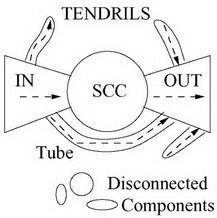 TENDRILS
IN
SCC
OUT
Tube
Disconnected
Components